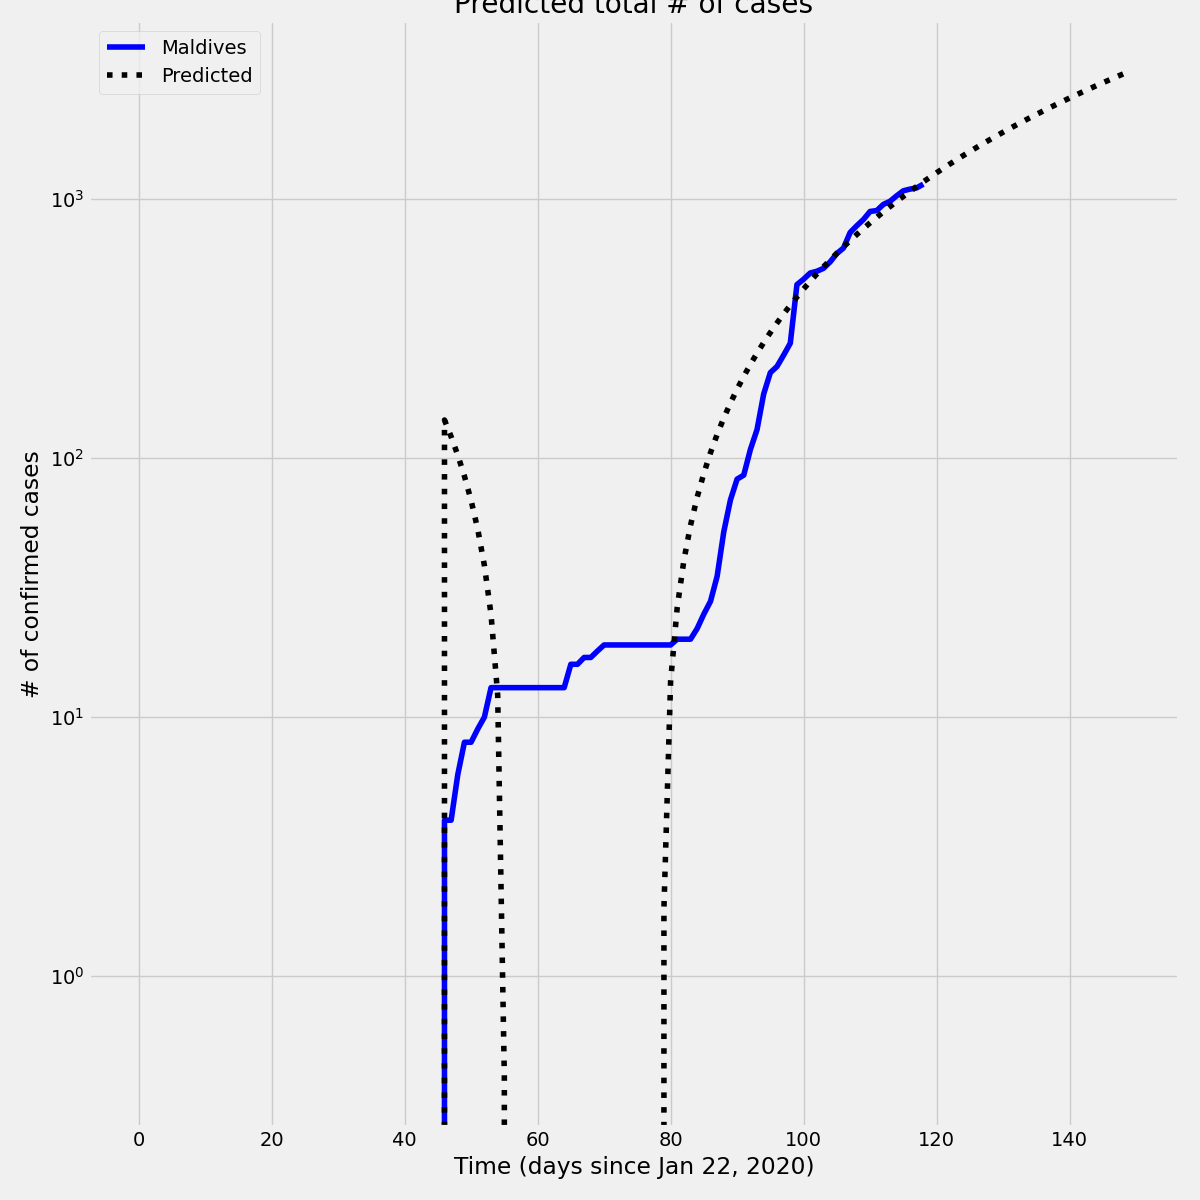 Predicted total # of cases
Maldives
Predicted
10³
10²
10¹
10⁰
# of confirmed cases
0 20 40 60 80 100 120 140
Time (days since Jan 22, 2020)